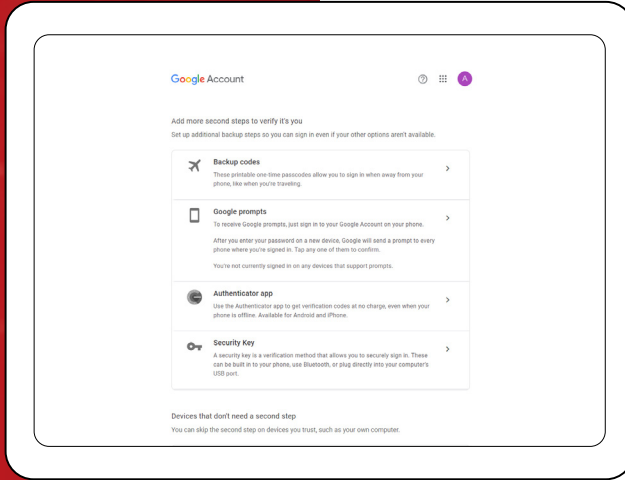 Google Account
A
Add more second steps to verify it's you
Set up additional backup steps so you can sign in even if your other options aren't available.
Backup codes
These printable one-time passcodes allow you to sign in when away from your
phone, like when you're traveling.
Google prompts
To receive Google prompts, just sign in to your Google Account on your phone.
After you enter your password on a new device, Google will send a prompt to every
phone where you're signed in. Tap any one of them to confirm.
You're not currently signed in on any devices that support prompts.
Authenticator app
Use the Authenticator app to get verification codes at no charge, even when your
phone is offline. Available for Android and iPhone.
Security Key
A security key is a verification method that allows you to securely sign in. These
can be built in to your phone, use Bluetooth, or plug directly into your computer's
USB port.
Devices that don't need a second step
You can skip the second step on devices you trust, such as your own computer.